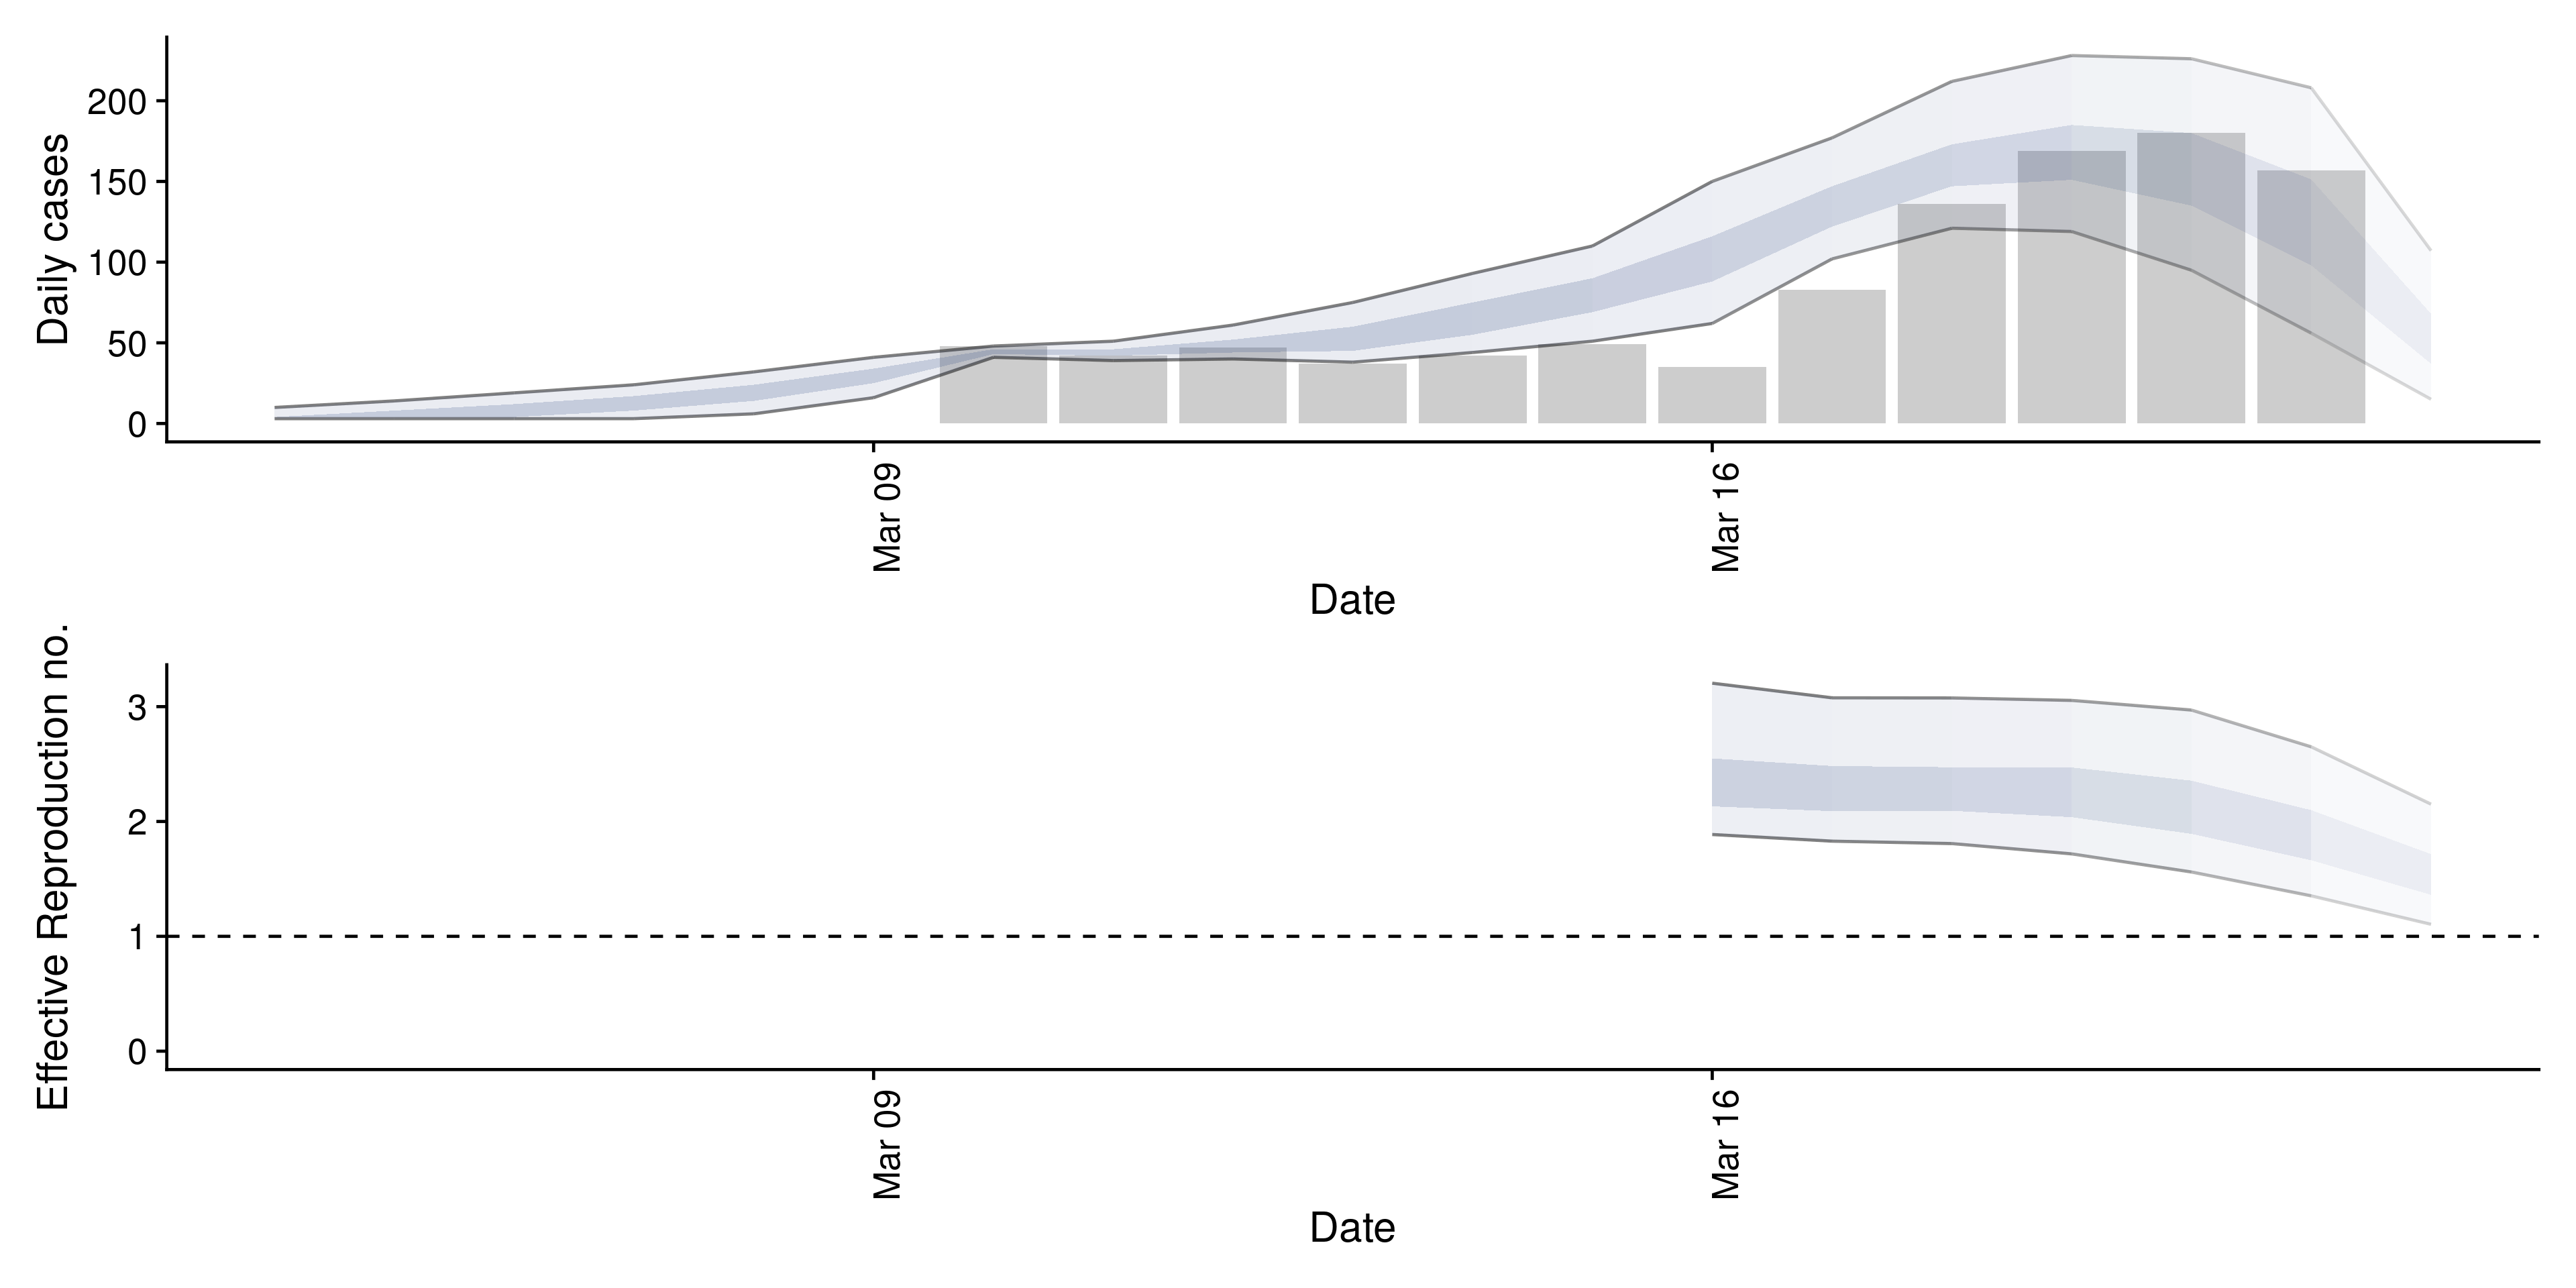 Daily cases
200
150
100
50
0
Mar 09
Mar 16
Date
Effective Reproduction no.
3
2
1
0
Mar 09
Mar 16
Date